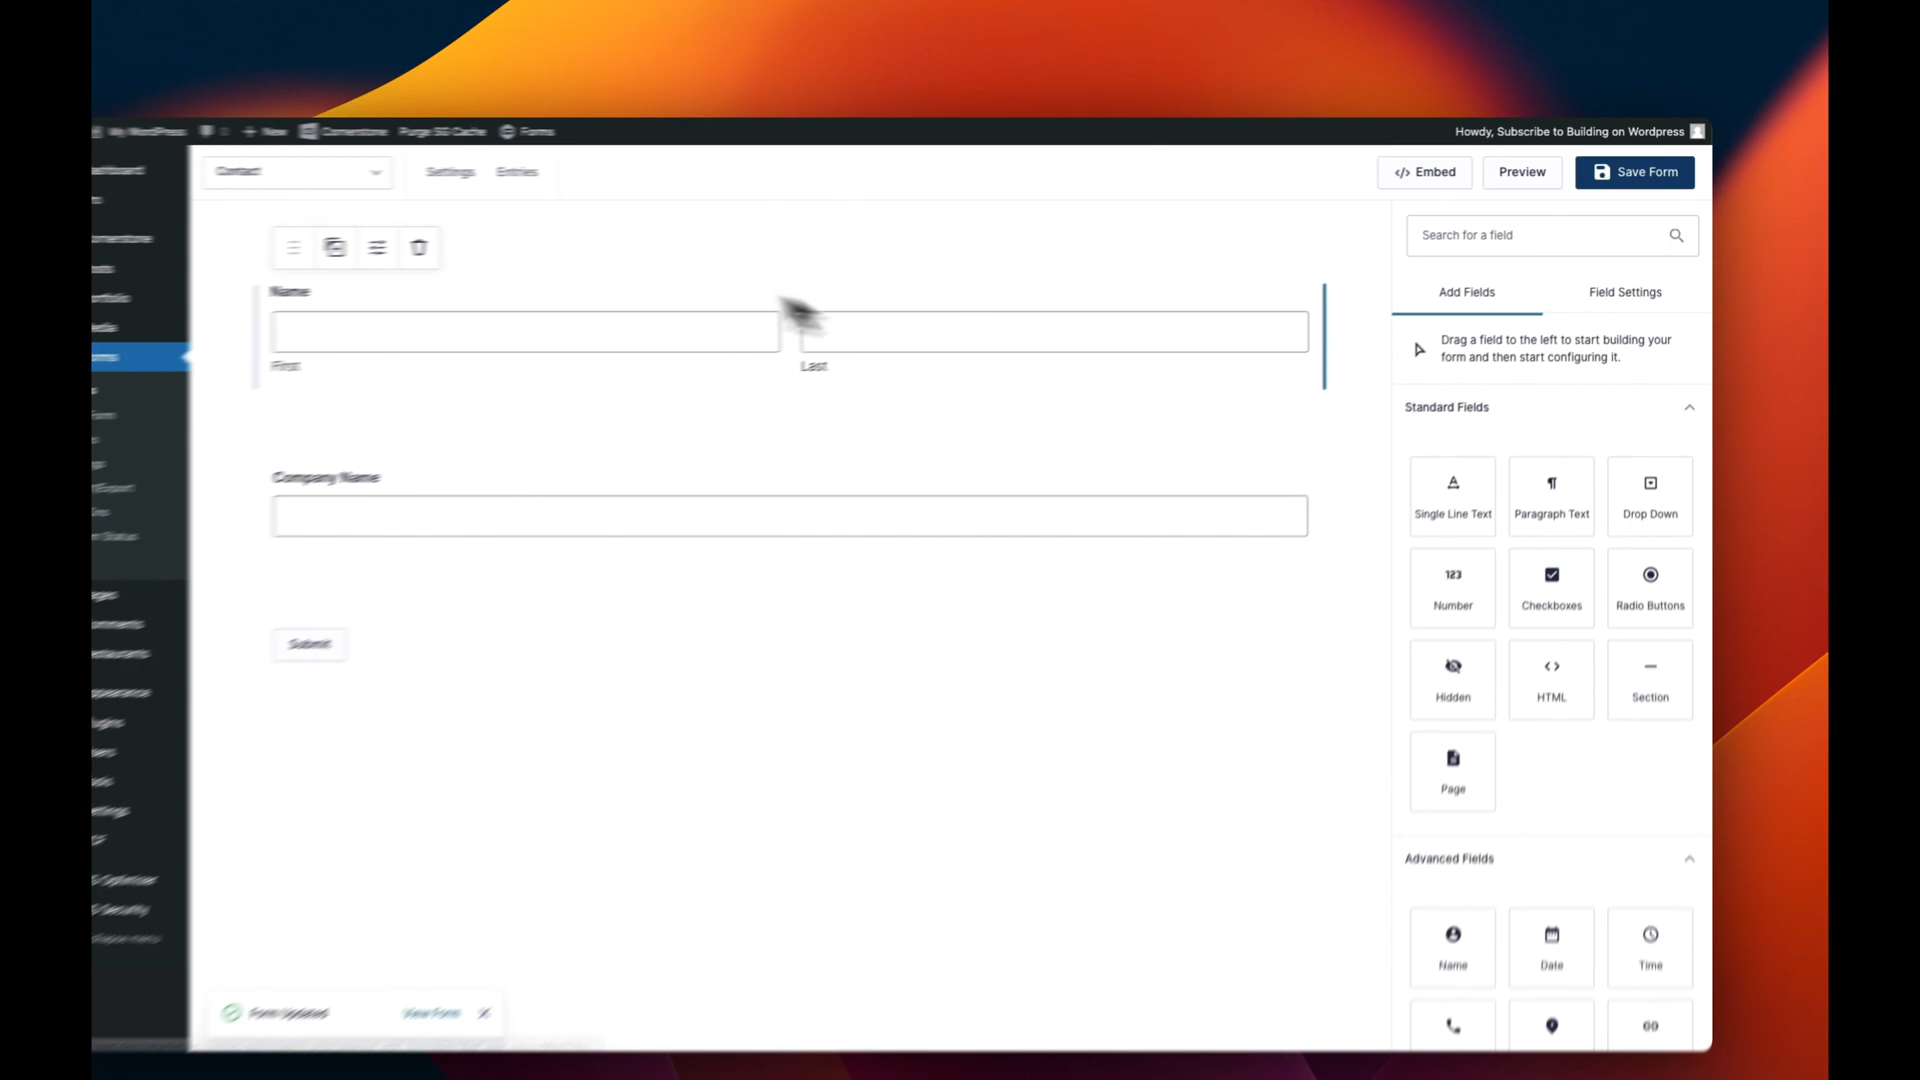 My WordPress
New
Cornerstone
Purge SG Cache
Forms
Howdy, Subscribe to Building on Wordpress
Contact
Settings
Entries
</> Embed
Preview
Save Form
Search for a field
Add Fields
Field Settings
Drag a field to the left to start building your
form and then start configuring it.
Name
First
Last
Company Name
Submit
Standard Fields
Single Line Text
Paragraph Text
Drop Down
123
Number
Checkboxes
Radio Buttons
Hidden
HTML
Section
Page
Advanced Fields
Name
Date
Time
Form Updated
View Form